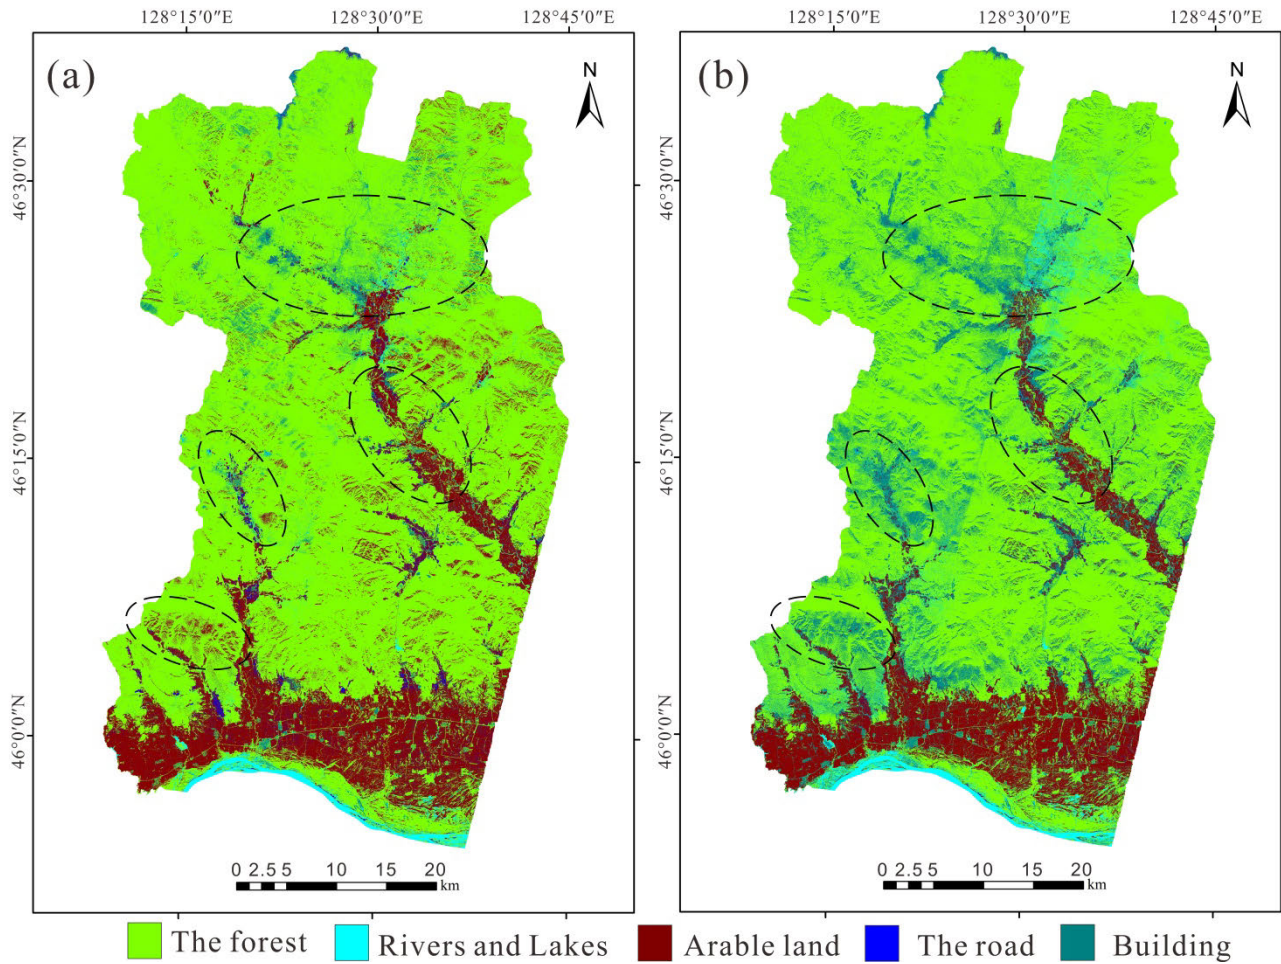 128°15′0″E 128°30′0″E 128°45′0″E
(a)
N
46°30′0″N
46°15′0″N
46°0′0″N
0 2.5 5 10 15 20
km
128°15′0″E 128°30′0″E 128°45′0″E
(b)
N
46°30′0″N
46°15′0″N
46°0′0″N
0 2.5 5 10 15 20
km
The forest Rivers and Lakes Arable land The road Building